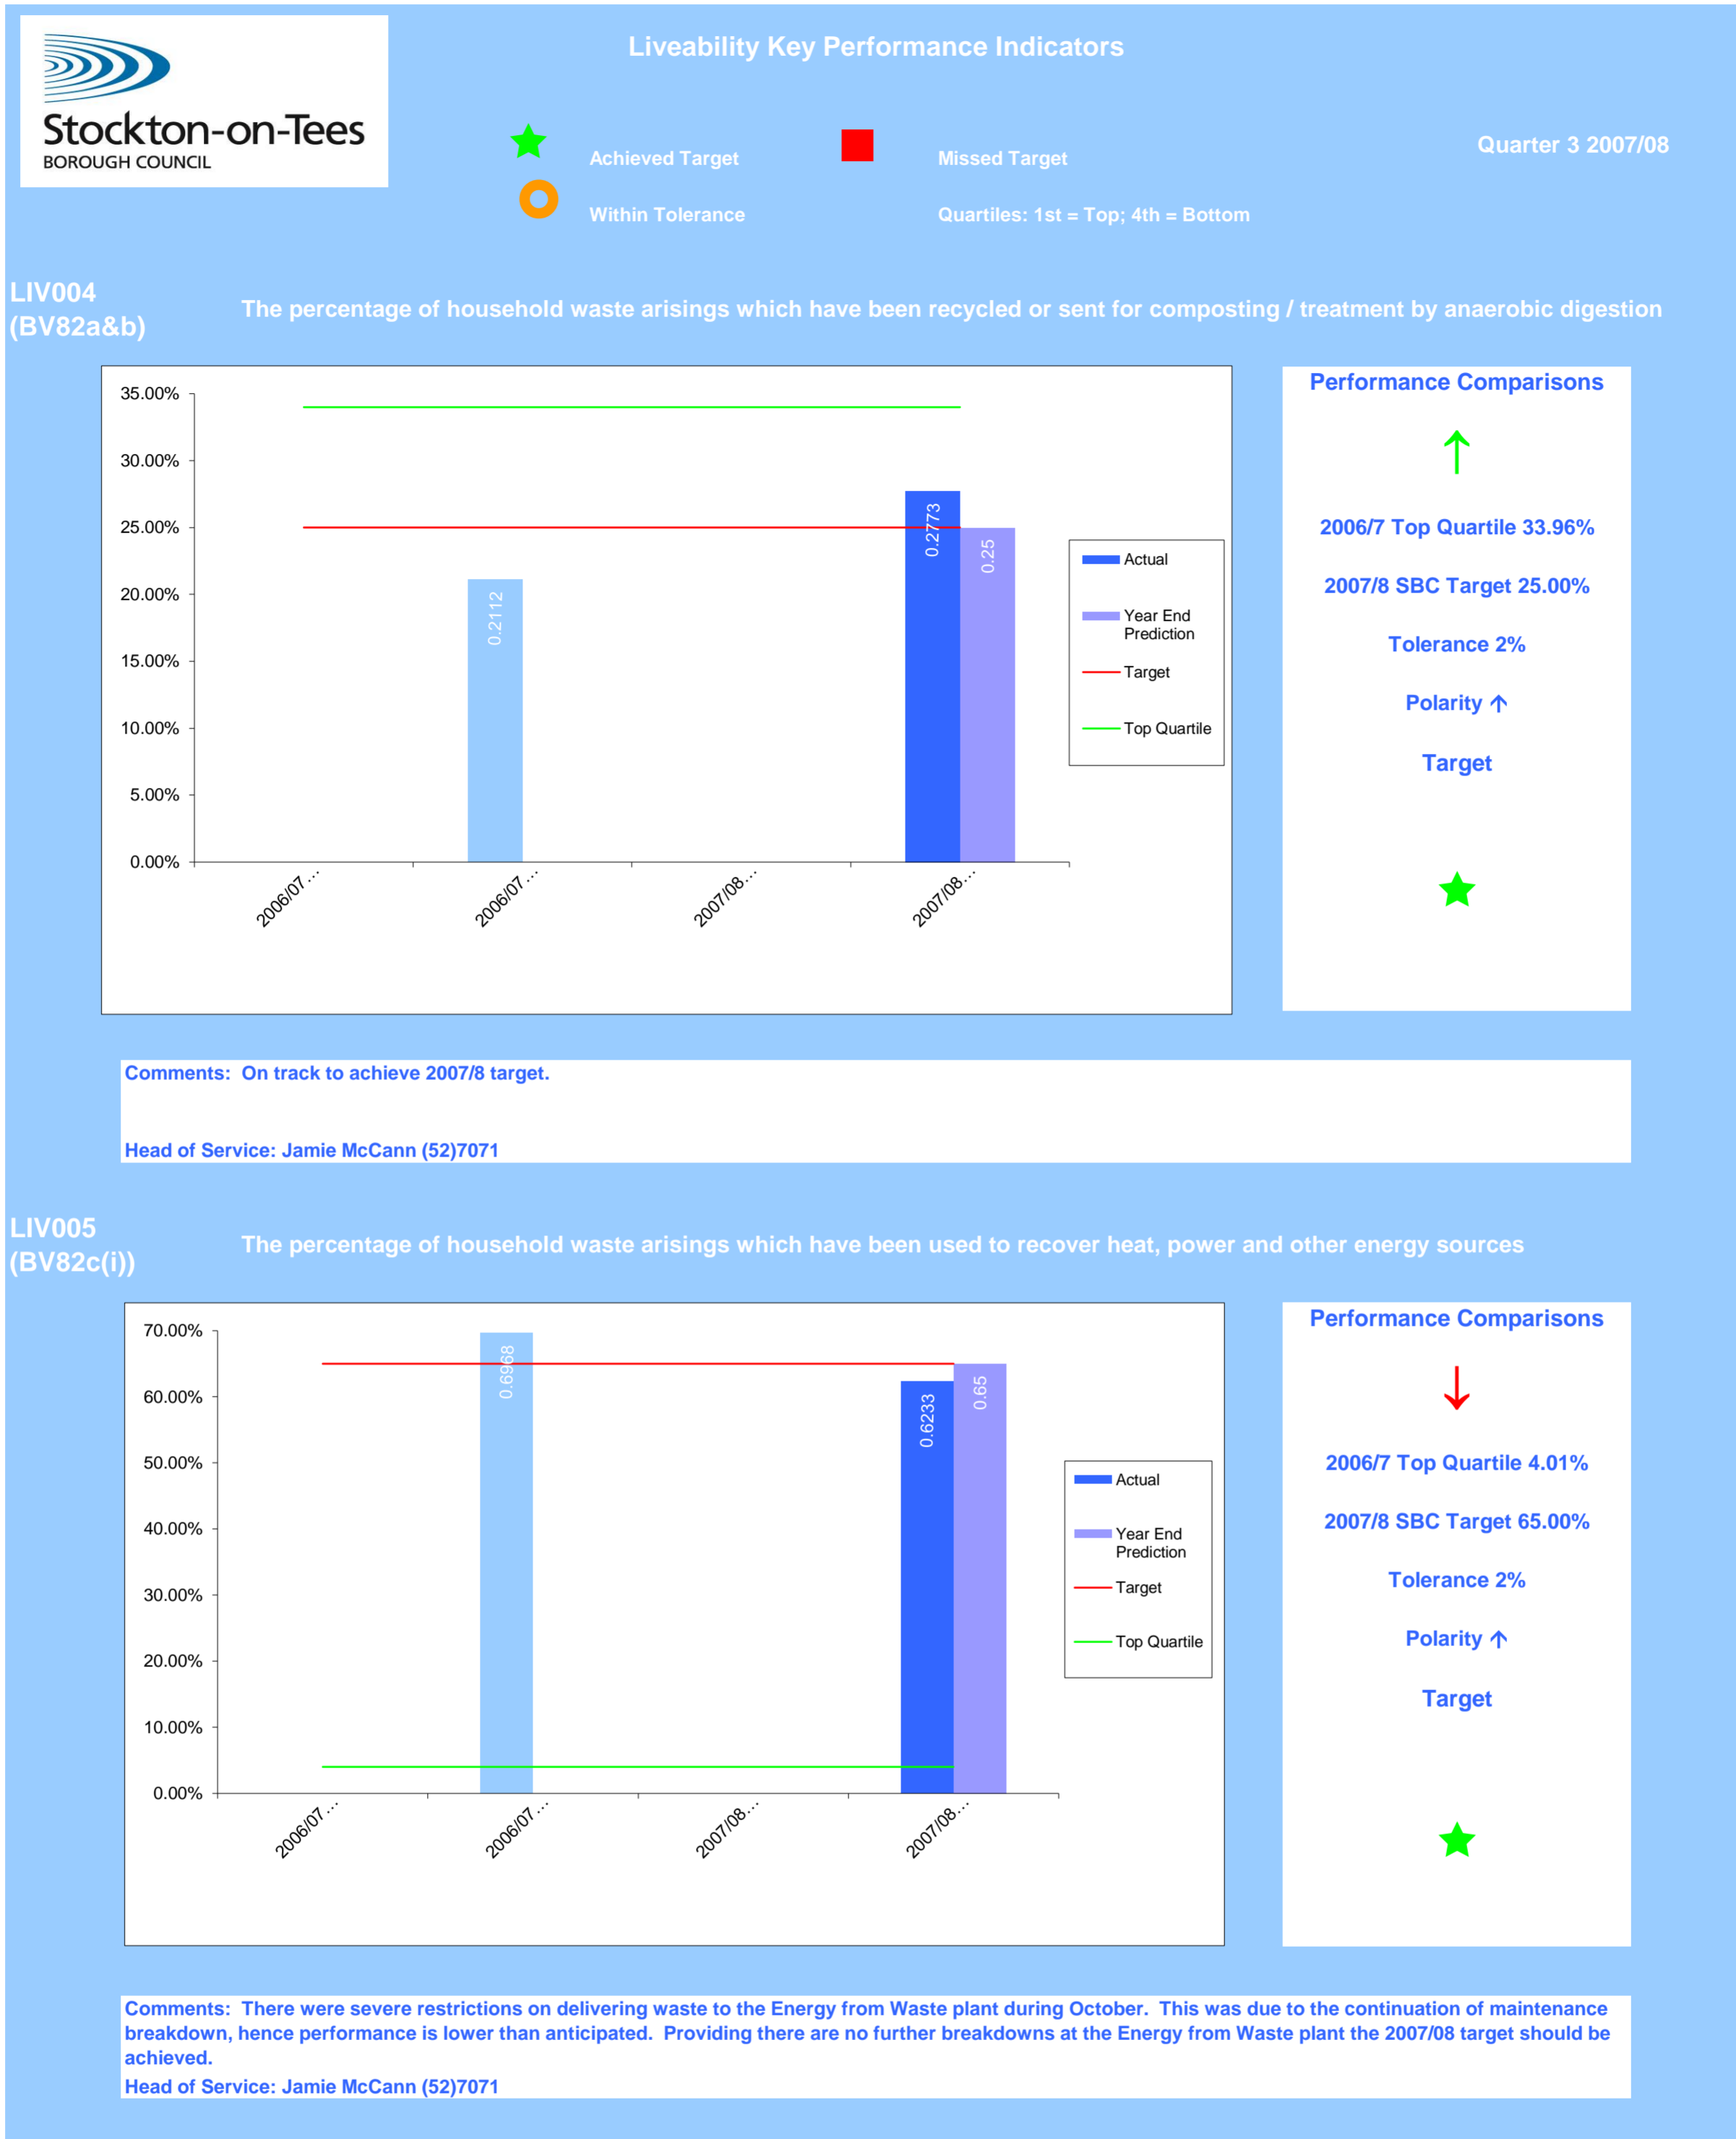 Stockton-on-Tees
BOROUGH COUNCIL
Liveability Key Performance Indicators
Achieved Target
Missed Target
Quarter 3 2007/08
Within Tolerance
Quartiles: 1st = Top; 4th = Bottom
LIV004
(BV82a&b)
The percentage of household waste arisings which have been recycled or sent for composting / treatment by anaerobic digestion
35.00%
30.00%
25.00%
20.00%
15.00%
10.00%
5.00%
0.00%
0.2112
0.2773
0.25
2006/07...
2006/07...
2007/08...
2007/08...
Actual
Year End
Prediction
Target
Top Quartile
Performance Comparisons
↑
2006/7 Top Quartile 33.96%
2007/8 SBC Target 25.00%
Tolerance 2%
Polarity ↑
Target
Comments: On track to achieve 2007/8 target.
Head of Service: Jamie McCann (52)7071
LIV005
(BV82c(i))
The percentage of household waste arisings which have been used to recover heat, power and other energy sources
70.00%
60.00%
50.00%
40.00%
30.00%
20.00%
10.00%
0.00%
0.6968
0.6233
0.65
2006/07...
2006/07...
2007/08...
2007/08...
Actual
Year End
Prediction
Target
Top Quartile
Performance Comparisons
↓
2006/7 Top Quartile 4.01%
2007/8 SBC Target 65.00%
Tolerance 2%
Polarity ↑
Target
Comments: There were severe restrictions on delivering waste to the Energy from Waste plant during October. This was due to the continuation of maintenance
breakdown, hence performance is lower than anticipated. Providing there are no further breakdowns at the Energy from Waste plant the 2007/08 target should be
achieved.
Head of Service: Jamie McCann (52)7071